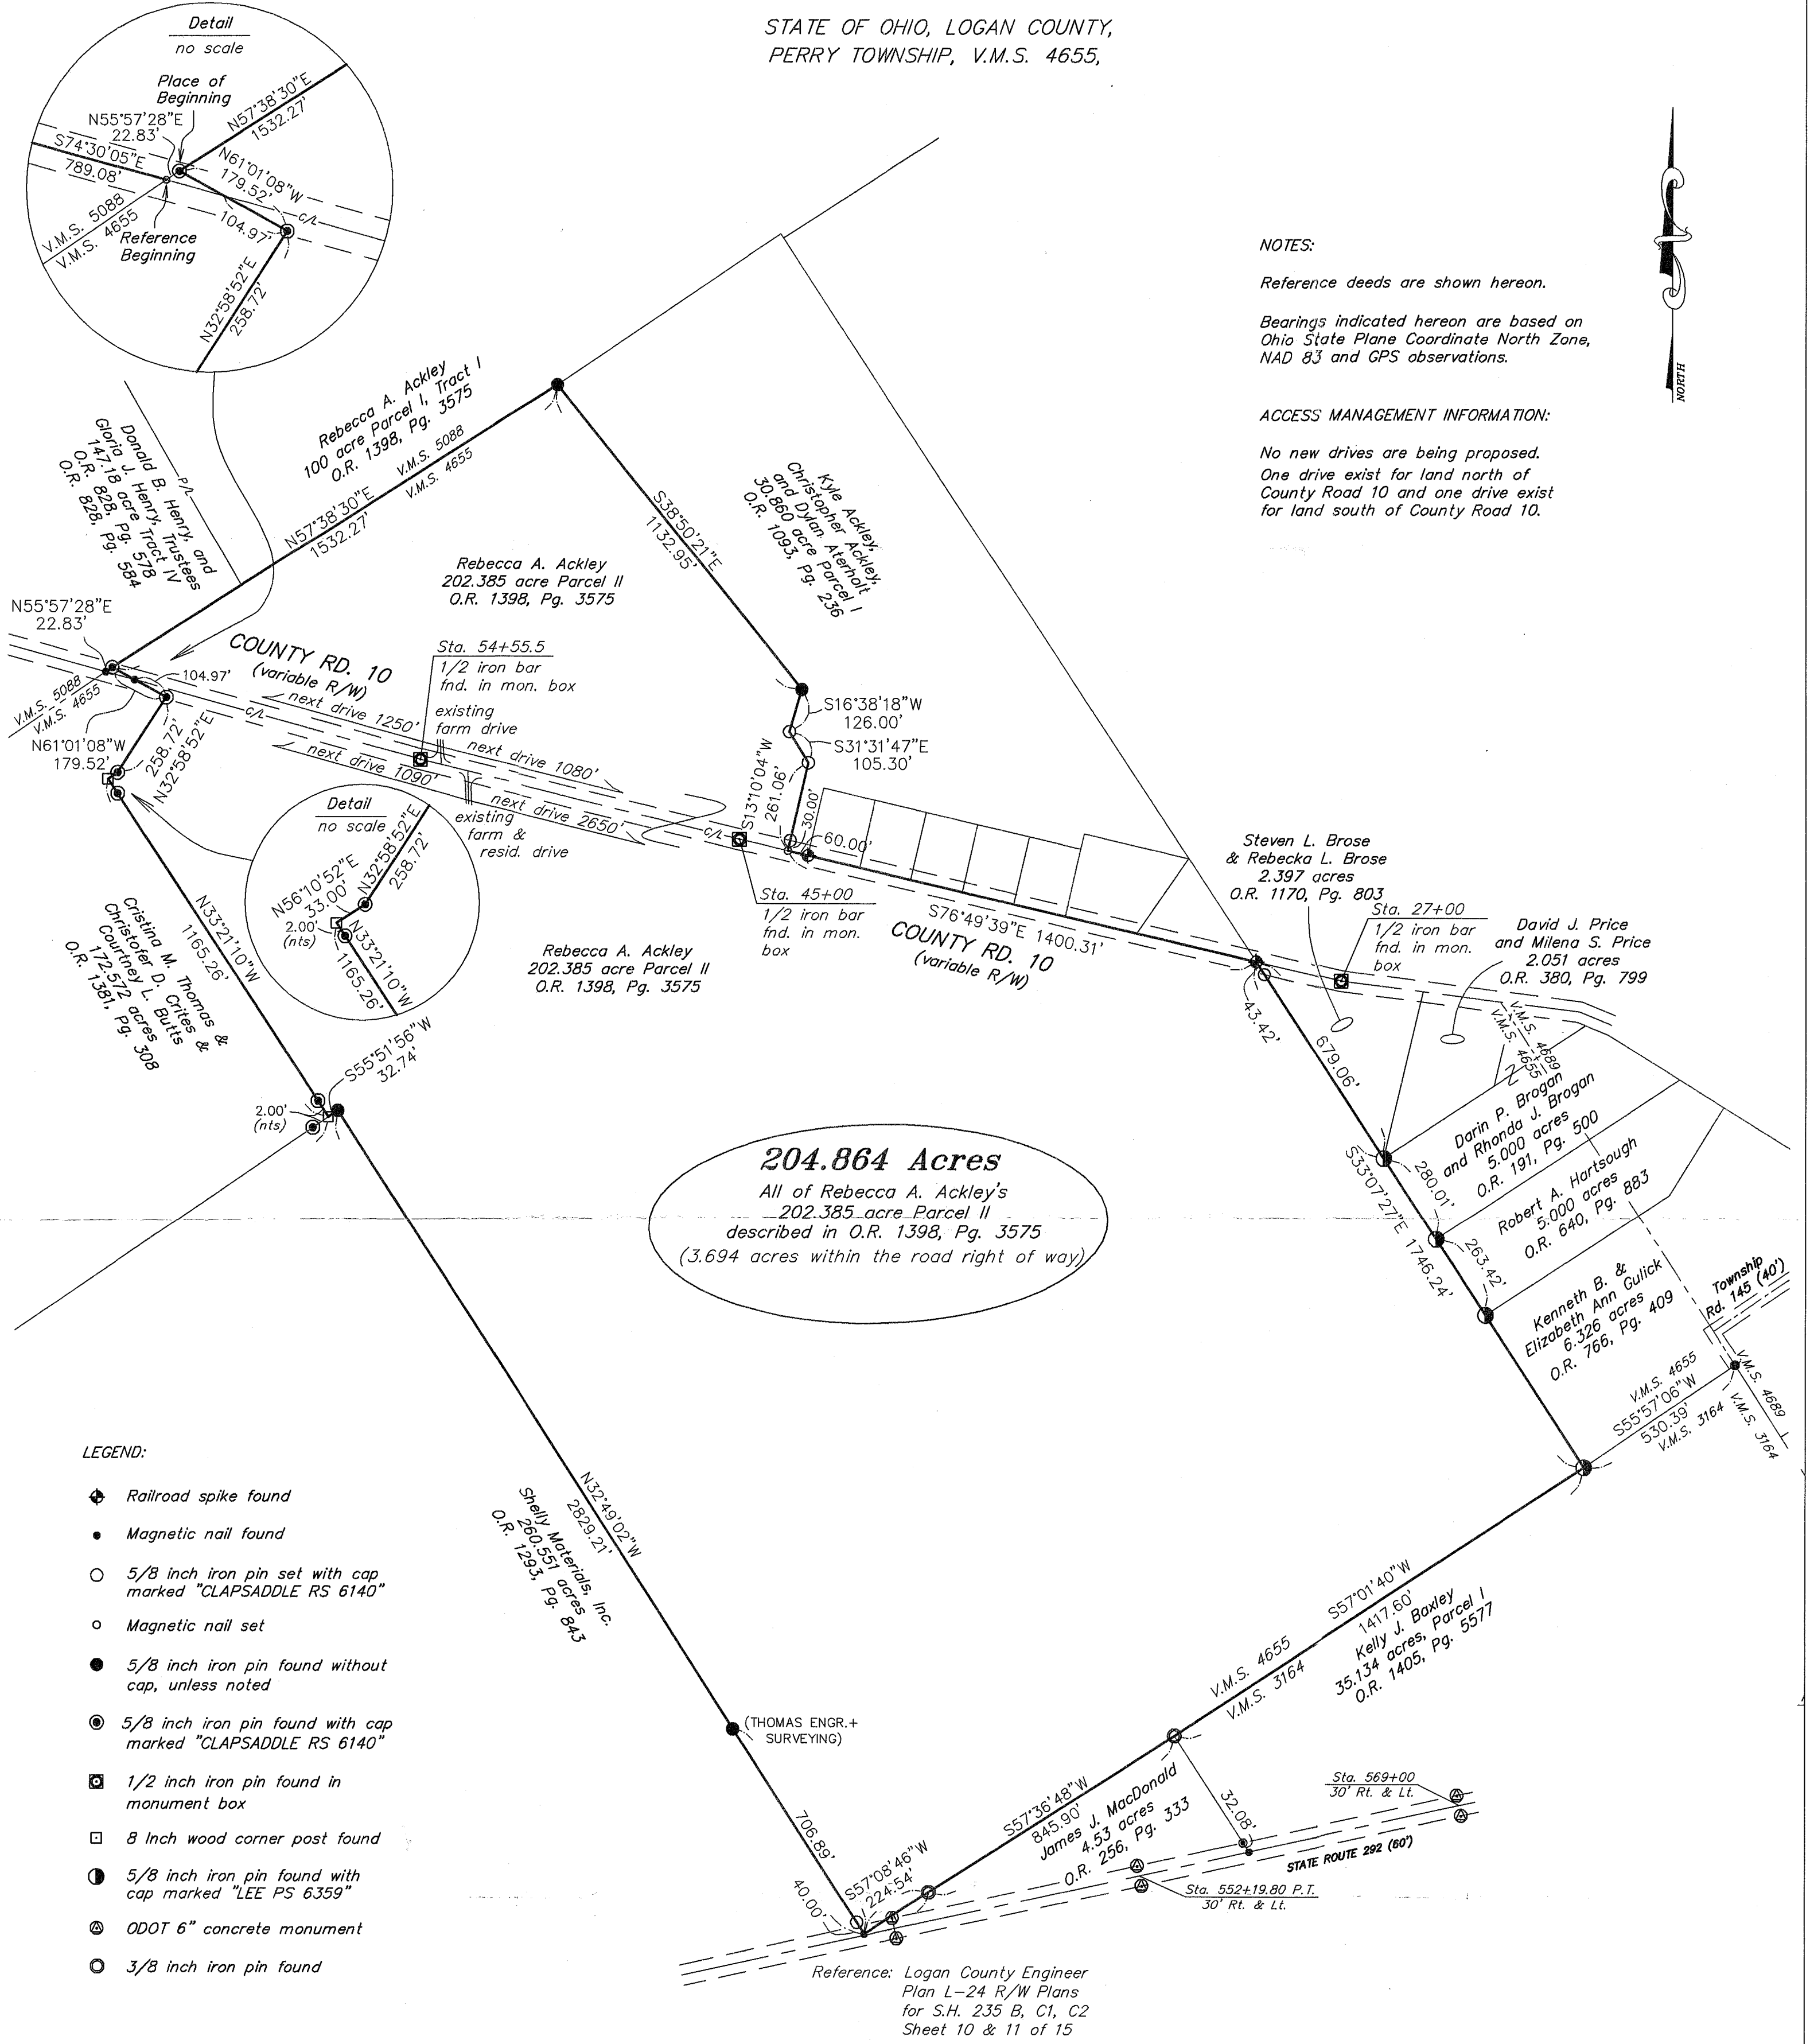 STATE OF OHIO, LOGAN COUNTY,
PERRY TOWNSHIP, V.M.S. 4655,
Detail
no scale
Place of
Beginning
N57°38'30"E
1532.27'
N55°57'28"E
22.83'
S74°30'05"E
789.08'
N61°01'08"W
179.52'
C/L
104.97'
V.M.S. 5088
V.M.S. 4655
Reference
Beginning
N32°58'52"E
258.72'
NOTES:
Reference deeds are shown hereon.
Bearings indicated hereon are based on
Ohio State Plane Coordinate North Zone,
NAD 83 and GPS observations.
ACCESS MANAGEMENT INFORMATION:
No new drives are being proposed.
One drive exist for land north of
County Road 10 and one drive exist
for land south of County Road 10.
NORTH
Rebecca A. Ackley
100 acre Parcel I, Tract I
O.R. 1398, Pg. 3575
V.M.S. 5088
V.M.S. 4655
N57°38'30"E
1532.27'
P/L
Donald B. Henry, and
Gloria J. Henry, Trustees
147.18 acre Tract IV
O.R. 828, Pg. 578
O.R. 828, Pg. 584
S38°50'21"E
1132.95'
Kyle Ackley,
Christopher Ackley,
and Dylan Aterholt
30.860 acre Parcel I
O.R. 1093, Pg. 236
Rebecca A. Ackley
202.385 acre Parcel II
O.R. 1398, Pg. 3575
N55°57'28"E
22.83'
COUNTY RD. 10
(variable R/W)
Sta. 54+55.5
1/2 iron bar
fnd. in mon. box
104.97'
next drive 1250'
C/L
existing
farm drive
V.M.S. 5088
V.M.S. 4655
N61°01'08"W
179.52'
258.72'
N32°58'52"E
next drive 1090'
next drive 1080'
next drive 2650'
existing
farm &
resid. drive
S16°38'18"W
126.00'
S31°31'47"E
105.30'
S13°10'04"W
261.06'
30.00'
60.00'
C/L
Sta. 45+00
1/2 iron bar
fnd. in mon.
box
Detail
no scale
N56°10'52"E
33.00'
N32°58'52"E
258.72'
2.00'
(nts)
N33°21'10"W
1165.26'
Rebecca A. Ackley
202.385 acre Parcel II
O.R. 1398, Pg. 3575
S76°49'39"E 1400.31'
COUNTY RD. 10
(variable R/W)
Steven L. Brose
& Rebecka L. Brose
2.397 acres
O.R. 1170, Pg. 803
Sta. 27+00
1/2 iron bar
fnd. in mon.
box
David J. Price
and Milena S. Price
2.051 acres
O.R. 380, Pg. 799
N33°21'10"W
1165.26'
Cristina M. Thomas &
Christofer D. Crites &
Courtney L. Butts
172.572 acres
O.R. 1381, Pg. 308
43.42'
679.06'
V.M.S. 4689
V.M.S. 4655
Z
S55°51'56"W
32.74'
2.00'
(nts)
Darin P. Brogan
and Rhonda J. Brogan
5.000 acres
O.R. 191, Pg. 500
280.01'
S33°07'27"E 1746.24'
Robert A. Hartsough
5.000 acres
O.R. 640, Pg. 883
263.42'
204.864 Acres
All of Rebecca A. Ackley's
202.385 acre Parcel II
described in O.R. 1398, Pg. 3575
(3.694 acres within the road right of way)
Kenneth B. &
Elizabeth Ann Gulick
6.326 acres
O.R. 766, Pg. 409
Township
Rd. 145 (40')
V.M.S. 4655
S55°57'06"W
530.39'
V.M.S. 3164
V.M.S. 4689
V.M.S. 3164
LEGEND:
Railroad spike found
Magnetic nail found
5/8 inch iron pin set with cap
marked "CLAPSADDLE RS 6140"
Magnetic nail set
5/8 inch iron pin found without
cap, unless noted
5/8 inch iron pin found with cap
marked "CLAPSADDLE RS 6140"
1/2 inch iron pin found in
monument box
8 Inch wood corner post found
5/8 inch iron pin found with
cap marked "LEE PS 6359"
ODOT 6" concrete monument
3/8 inch iron pin found
N32°49'02"W
2829.21'
Shelly Materials, Inc.
260.551 acres
O.R. 1293, Pg. 843
(THOMAS ENGR.+
SURVEYING)
S57°01'40"W
1417.60'
V.M.S. 4655
V.M.S. 3164
Kelly J. Baxley
35.134 acres, Parcel I
O.R. 1405, Pg. 5577
706.89'
40.00'
S57°08'46"W
224.54'
S57°36'48"W
845.90'
James J. MacDonald
4.53 acres
O.R. 256, Pg. 333
32.08'
Sta. 569+00
30' Rt. & Lt.
STATE ROUTE 292 (60')
Sta. 552+19.80 P.T.
30' Rt. & Lt.
Reference: Logan County Engineer
Plan L-24 R/W Plans
for S.H. 235 B, C1, C2
Sheet 10 & 11 of 15